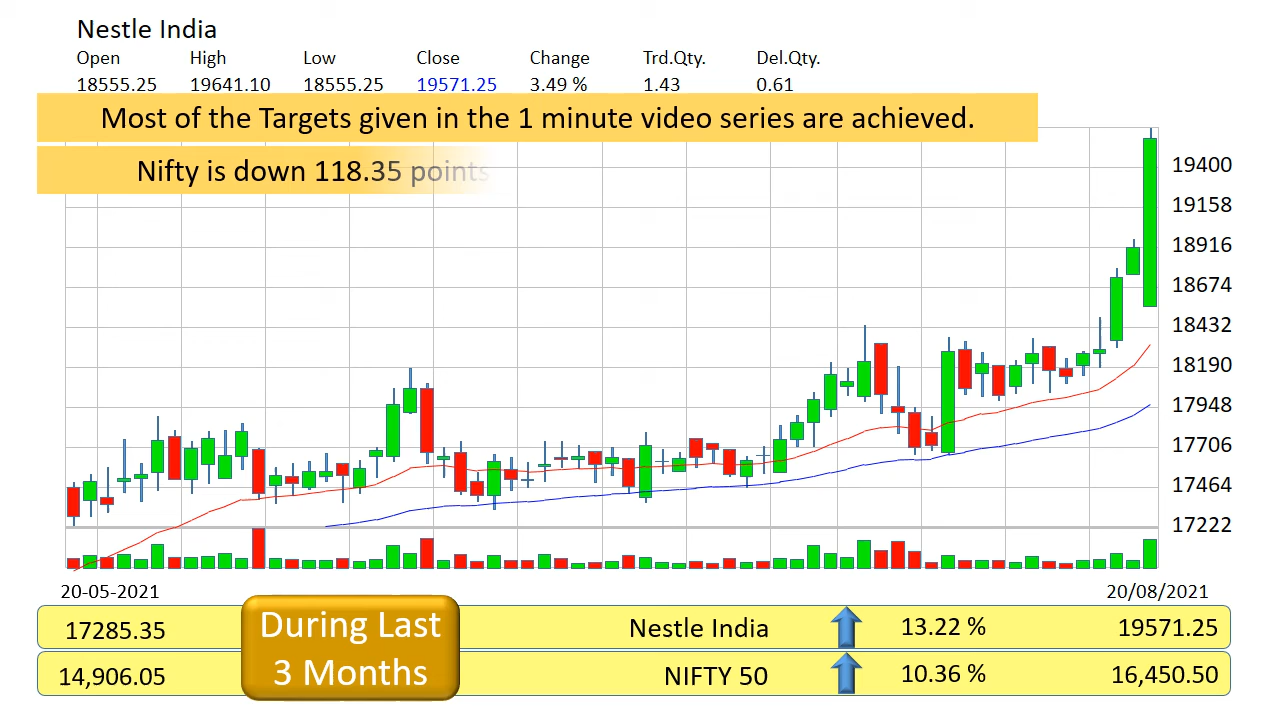 Nestle India
Open High Low Close Change Trd.Qty. Del.Qty.
18555.25 19641.10 18555.25 19571.25 3.49 % 1.43 0.61
Most of the Targets given in the 1 minute video series are achieved.
Nifty is down 118.35 points
19400
19158
18916
18674
18432
18190
17948
17706
17464
17222
20-05-2021 20/08/2021
17285.35 Nestle India 13.22 % 19571.25
During Last
3 Months
14,906.05 NIFTY 50 10.36 % 16,450.50